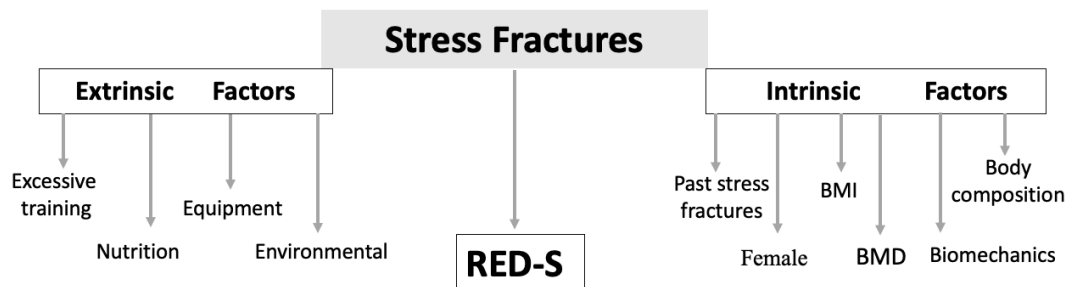 Stress Fractures
Extrinsic Factors
Intrinsic Factors
Excessive
training
Nutrition
Equipment
Environmental
RED-S
Past stress
fractures
Female
BMI
BMD
Biomechanics
Body
composition